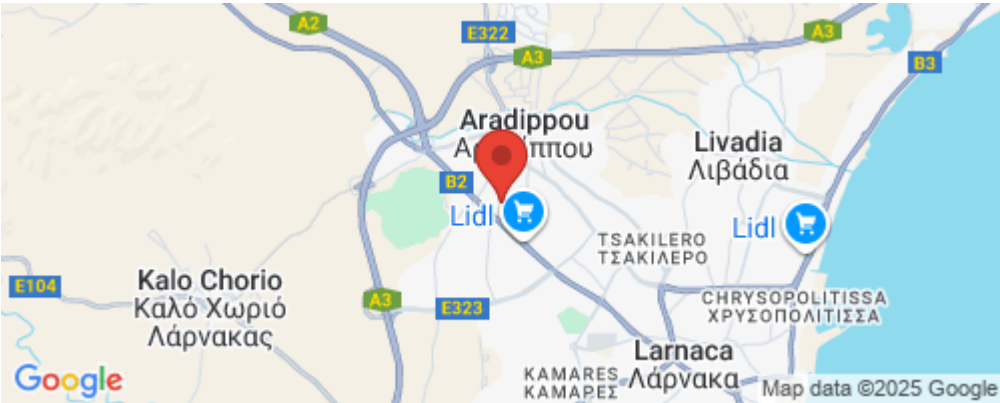 A2
E322
A3
A3
B3
Aradippou
Livadia
Λιβάδια
B2
Lidl
Lidl
TSAKILERO
ΤΣΑΚΙΛΕΡΟ
E104
Kalo Chorio
Καλό Χωριό
Λάρνακας
A3
E323
CHRYSOPOLITISSA
ΧΡΥΣΟΠΟΛΙΤΙΣΣΑ
Larnaca
Λάρνακα
KAMARES
ΚΑΜΑΡΕΣ
Google
Map data ©2025 Google